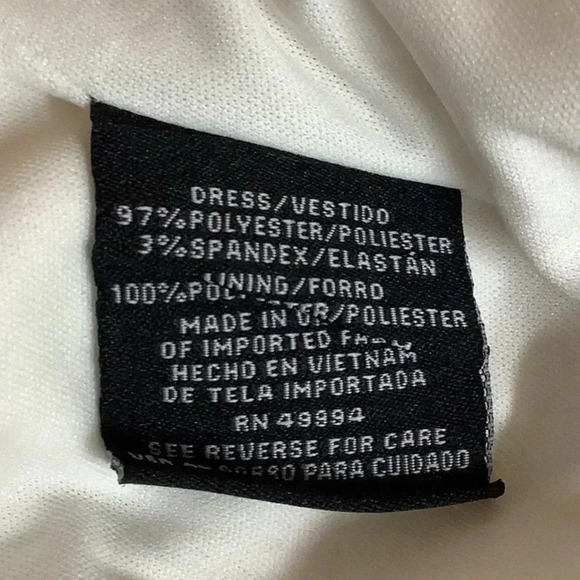 DRESS/VESTIDO
97%POLYESTER/POLIESTER
3%SPANDEX/ELASTÁN
LINING/FORRO
100%POLYESTER/POLIESTER
MADE IN
OF IMPORTED
HECHO EN VIETNAM
DE TELA IMPORTADA
RN 49994
SEE REVERSE FOR CARE
PARA CUIDADO